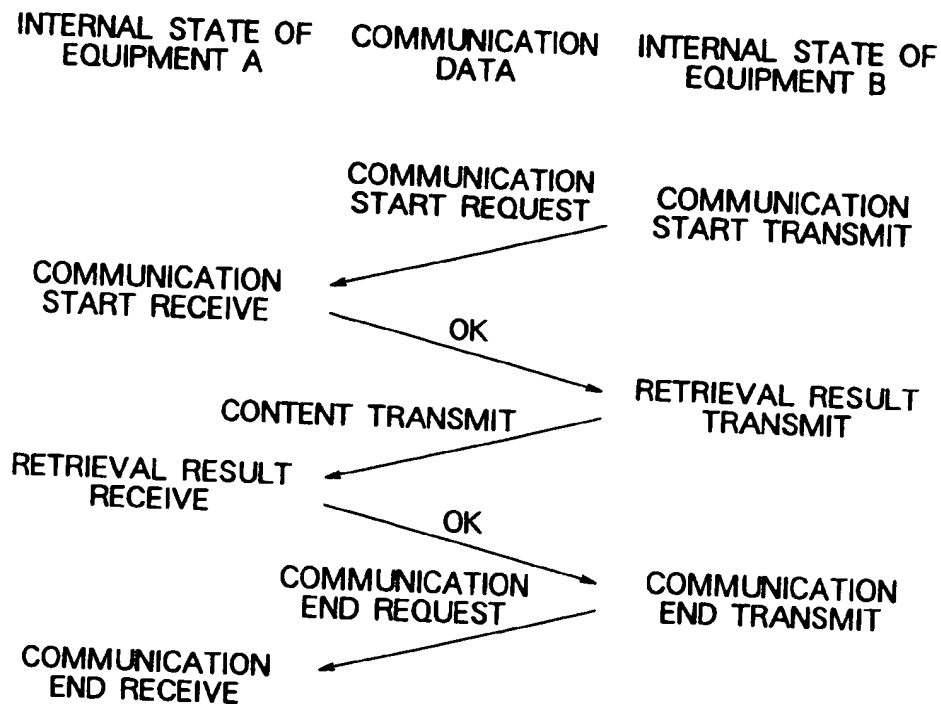 INTERNAL STATE OF
EQUIPMENT A
COMMUNICATION
DATA
INTERNAL STATE OF
EQUIPMENT B
COMMUNICATION
START REQUEST
COMMUNICATION
START TRANSMIT
COMMUNICATION
START RECEIVE
OK
RETRIEVAL RESULT
TRANSMIT
CONTENT TRANSMIT
RETRIEVAL RESULT
RECEIVE
OK
COMMUNICATION
END REQUEST
COMMUNICATION
END TRANSMIT
COMMUNICATION
END RECEIVE